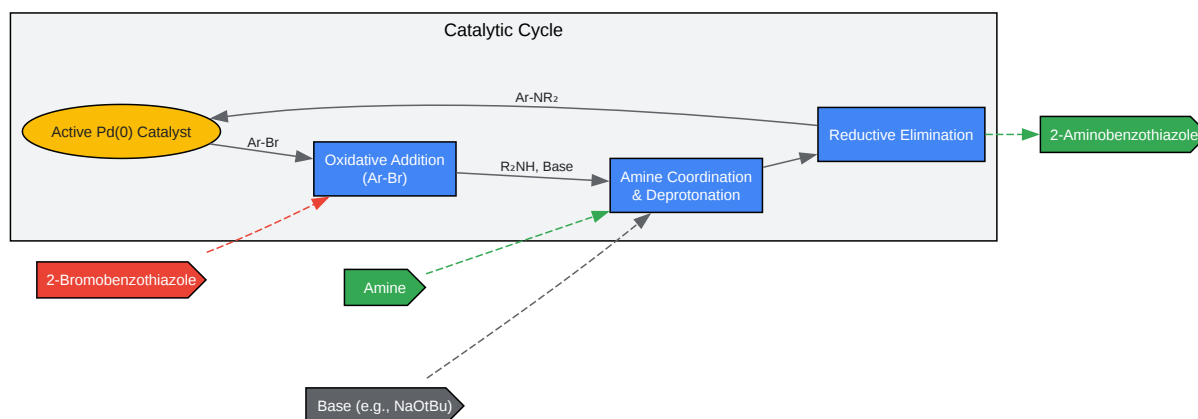 Catalytic Cycle
Ar-NR₂
Active Pd(0) Catalyst
Ar-Br
Oxidative Addition
(Ar-Br)
R₂NH, Base
Amine Coordination
& Deprotonation
Reductive Elimination
2-Aminobenzothiazole
2-Bromobenzothiazole
Amine
Base (e.g., NaOtBu)